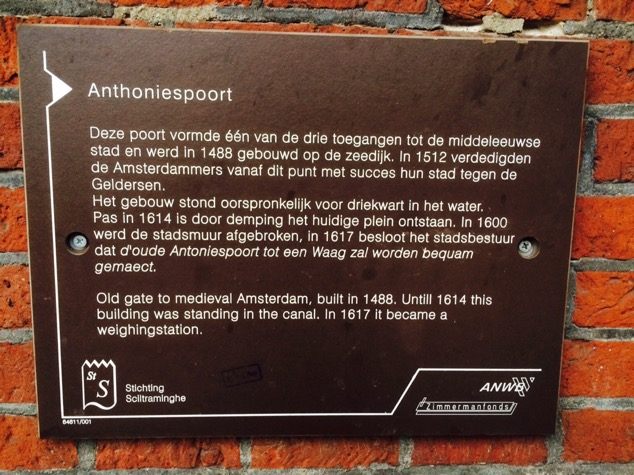 Anthoniespoort
Deze poort vormde één van de drie toegangen tot de middeleeuwse
stad en werd in 1488 gebouwd op de zeedijk. In 1512 verdedigden
de Amsterdammers vanaf dit punt met succes hun stad tegen de
Geldersen.
Het gebouw stond oorspronkelijk voor driekwart in het water.
Pas in 1614 is door demping het huidige plein ontstaan. In 1600
werd de stadsmuur afgebroken, in 1617 besloot het stadsbestuur
dat d'oude Antoniespoort tot een Waag zal worden bequam
gemaect.
Old gate to medieval Amsterdam, built in 1488. Untill 1614 this
building was standing in the canal. In 1617 it became a
weighingstation.
St S
Stichting
Sciltraminghe
ANWB
Zimmermanfonds
64611/001